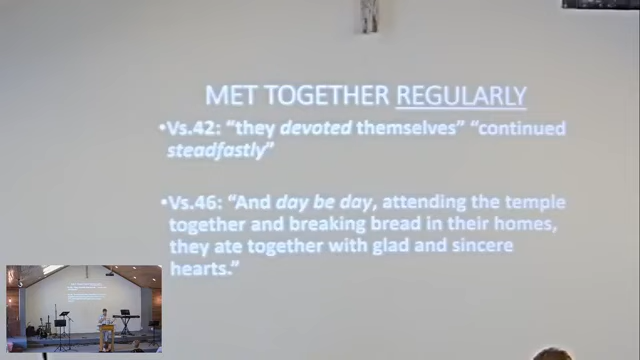 MET TOGETHER REGULARLY
•Vs.42: “they devoted themselves” “continued
steadfastly”
•Vs.46: “And day be day, attending the temple
together and breaking bread in their homes,
they ate together with glad and sincere
hearts.”